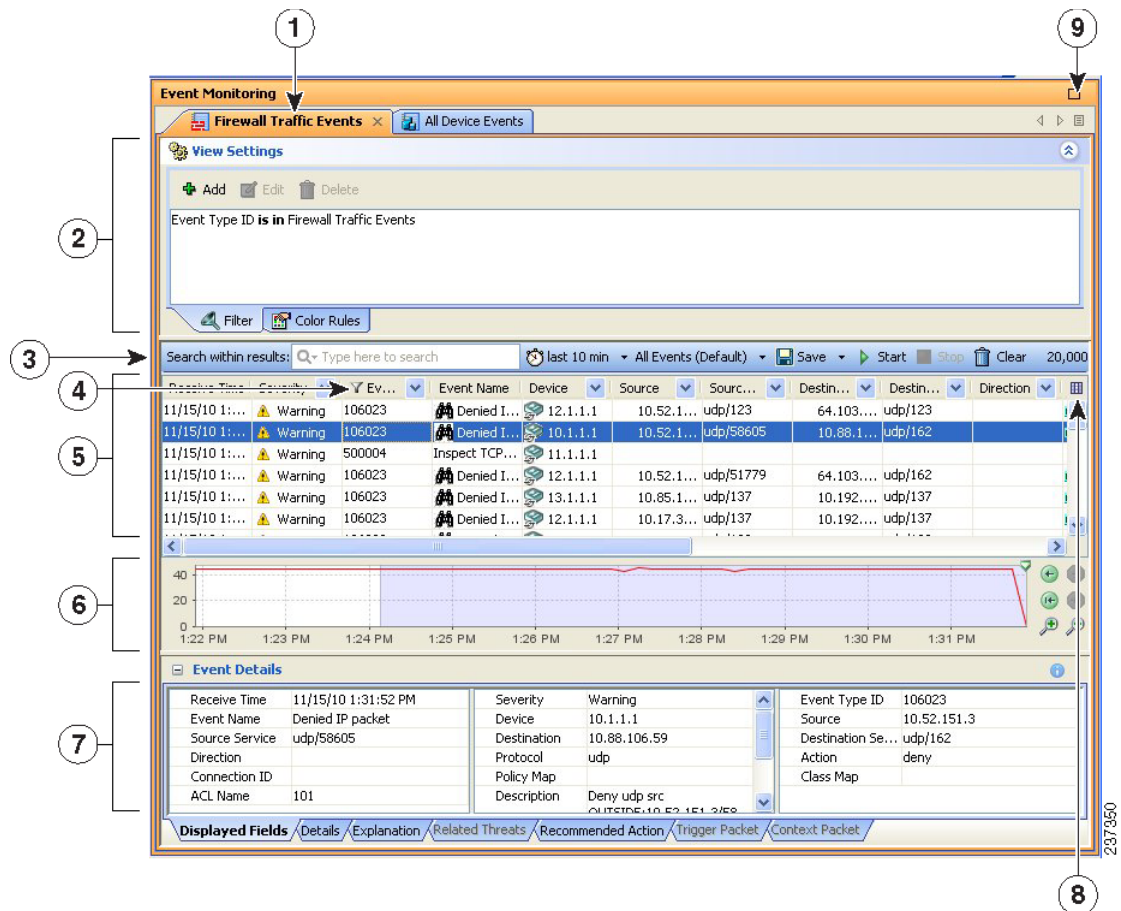 1
9
Event Monitoring
Firewall Traffic Events
All Device Events
View Settings
Add Edit Delete
2
Event Type ID is in Firewall Traffic Events
Filter Color Rules
3
Search within results: Type here to search last 10 min All Events (Default) Save Start Stop Clear 20,000
4
Receive Time Severity Ev... Event Name Device Source Sourc... Destin... Destin... Direction
11/15/10 1:... Warning 106023 Denied I... 12.1.1.1 10.52.1... udp/123 64.103.... udp/123
11/15/10 1:... Warning 106023 Denied I... 10.1.1.1 10.52.1... udp/58605 10.88.1... udp/162
5
11/15/10 1:... Warning 500004 Inspect TCP... 11.1.1.1
11/15/10 1:... Warning 106023 Denied I... 12.1.1.1 10.52.1... udp/51779 64.103.... udp/162
11/15/10 1:... Warning 106023 Denied I... 13.1.1.1 10.85.1... udp/137 10.192.... udp/137
11/15/10 1:... Warning 106023 Denied I... 12.1.1.1 10.17.3... udp/137 10.192.... udp/137
6
40
20
0
1:22 PM 1:23 PM 1:24 PM 1:25 PM 1:26 PM 1:27 PM 1:28 PM 1:29 PM 1:30 PM 1:31 PM
Event Details
7
Receive Time 11/15/10 1:31:52 PM Severity Warning Event Type ID 106023
Event Name Denied IP packet Device 10.1.1.1 Source 10.52.151.3
Source Service udp/58605 Destination 10.88.106.59 Destination Se... udp/162
Direction Protocol udp Action deny
Connection ID Policy Map Class Map
ACL Name 101 Description Deny udp src
Displayed Fields Details Explanation Related Threats Recommended Action Trigger Packet Context Packet
237350
8